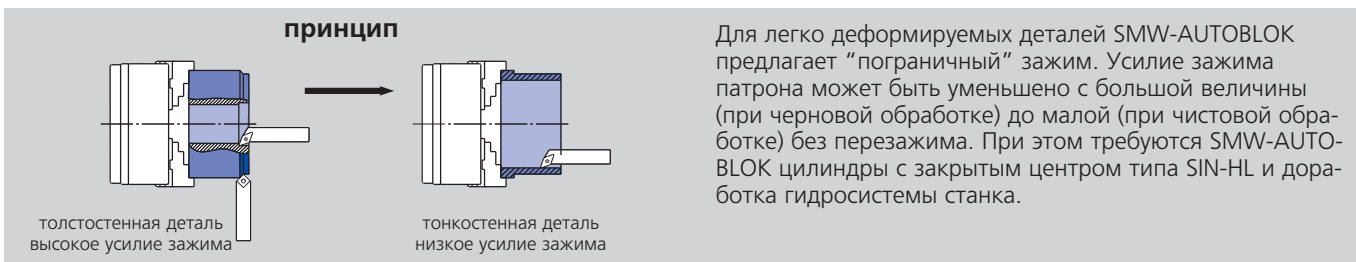 принцип
толстостенная деталь
высокое усилие зажима
тонкостенная деталь
низкое усилие зажима
Для легко деформируемых деталей SMW-AUTOBLOK
предлагает “пограничный” зажим. Усилие зажима
патрона может быть уменьшено с большой величины
(при черновой обработке) до малой (при чистовой обра-
ботке) без перезажима. При этом требуются SMW-AUTO-
BLOK цилиндры с закрытым центром типа SIN-HL и дора-
ботка гидросистемы станка.